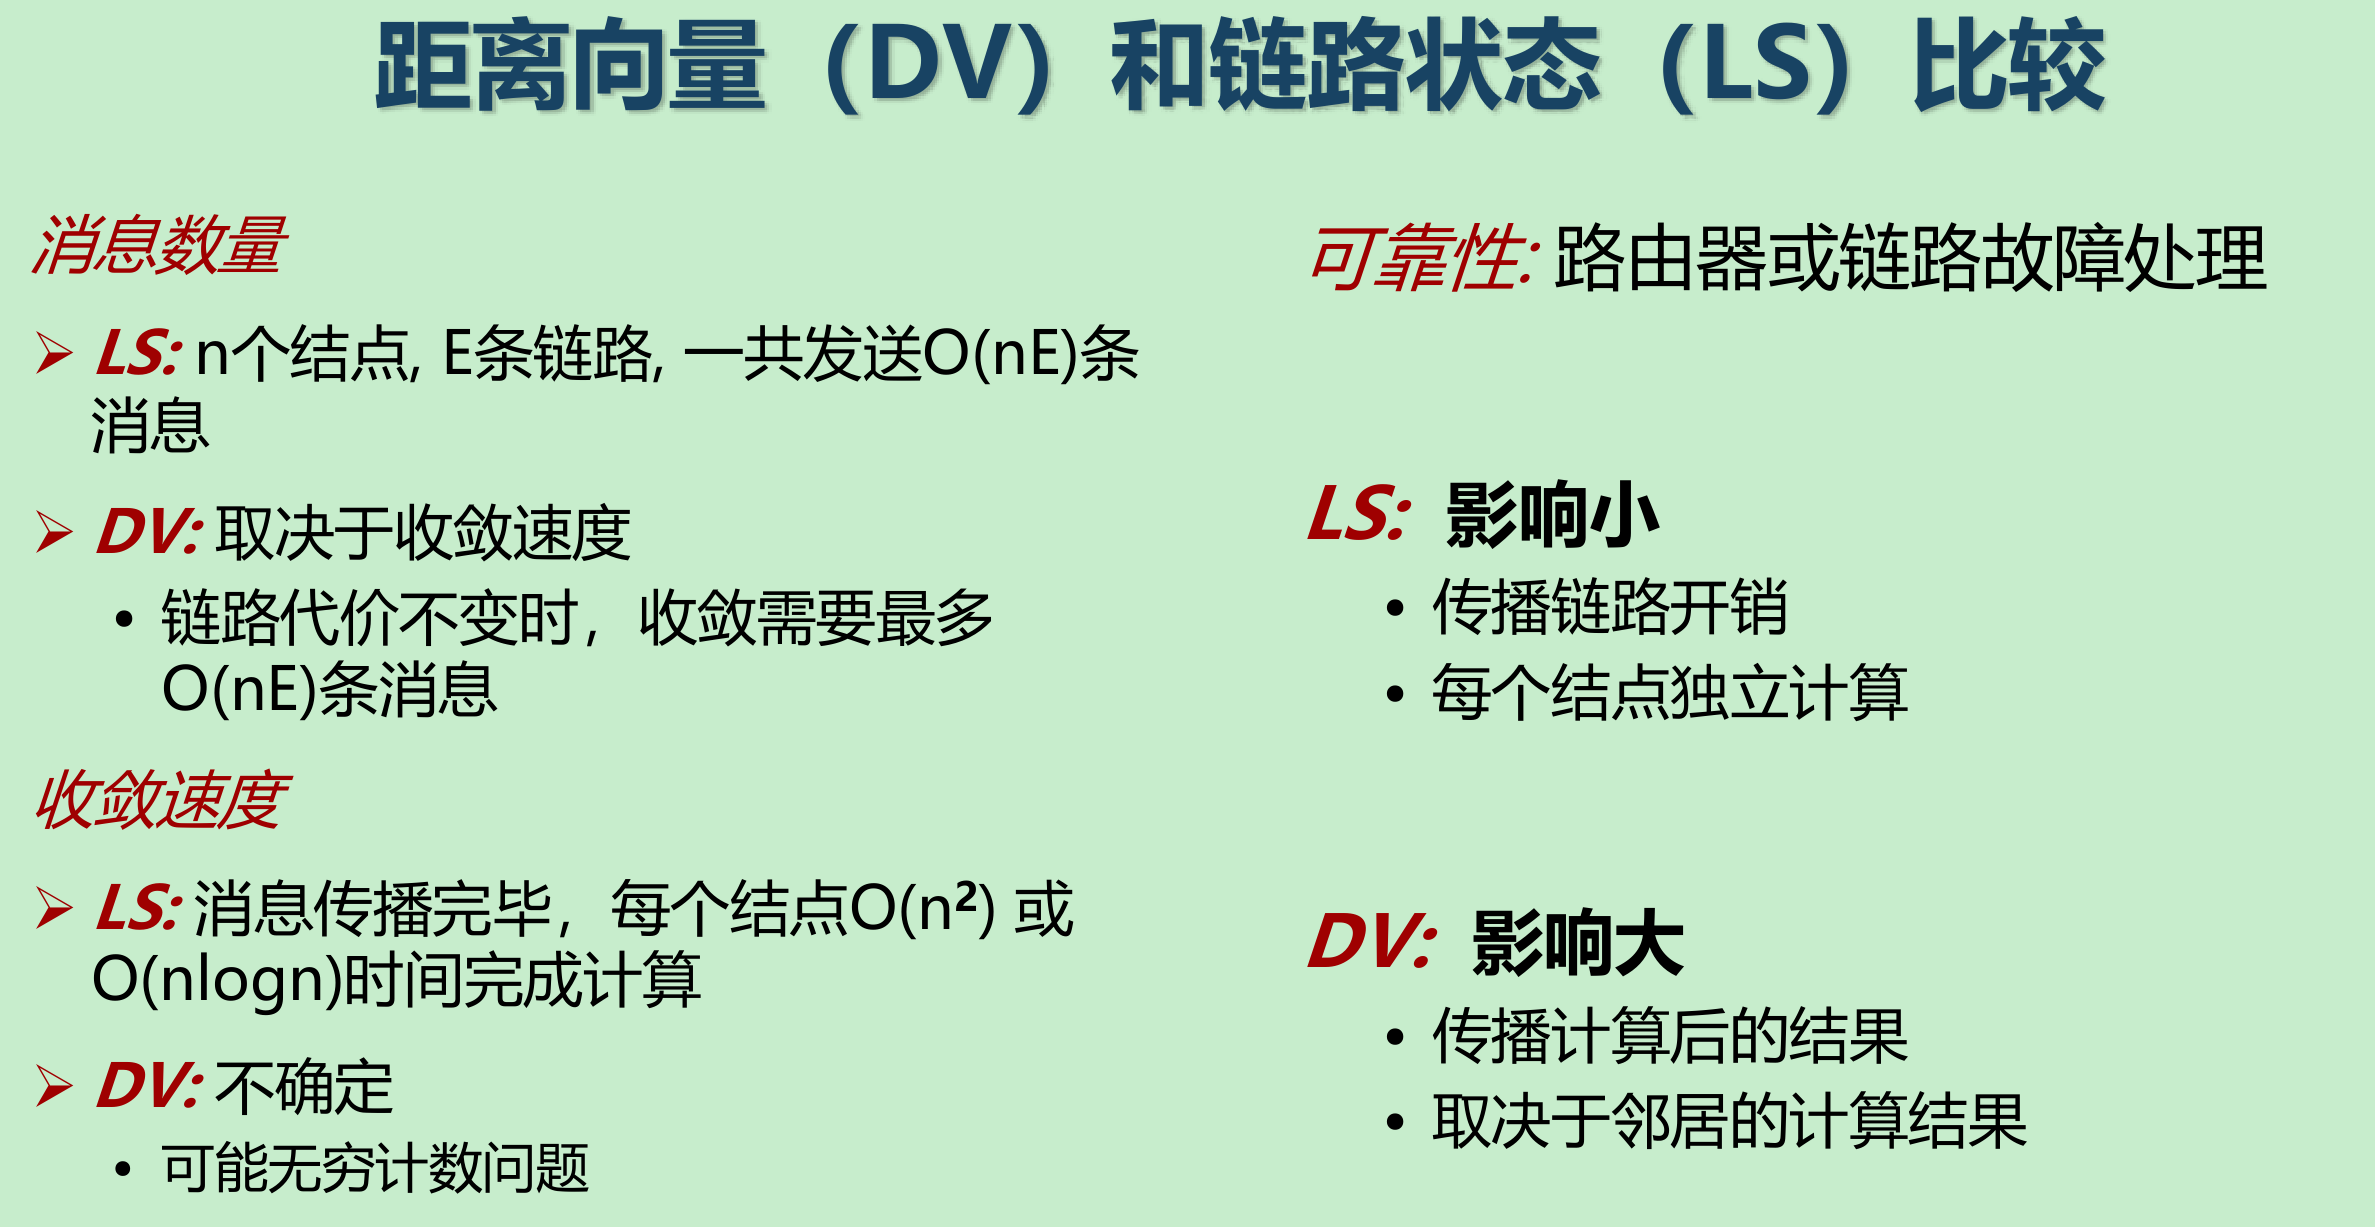 距离向量（DV）和链路状态（LS）比较
消息数量
➢ LS: n个结点, E条链路, 一共发送O(nE)条
消息
➢ DV: 取决于收敛速度
• 链路代价不变时，收敛需要最多
O(nE)条消息
收敛速度
➢ LS: 消息传播完毕，每个结点O(n²) 或
O(nlogn)时间完成计算
➢ DV: 不确定
• 可能无穷计数问题
可靠性: 路由器或链路故障处理
LS: 影响小
• 传播链路开销
• 每个结点独立计算
DV: 影响大
• 传播计算后的结果
• 取决于邻居的计算结果